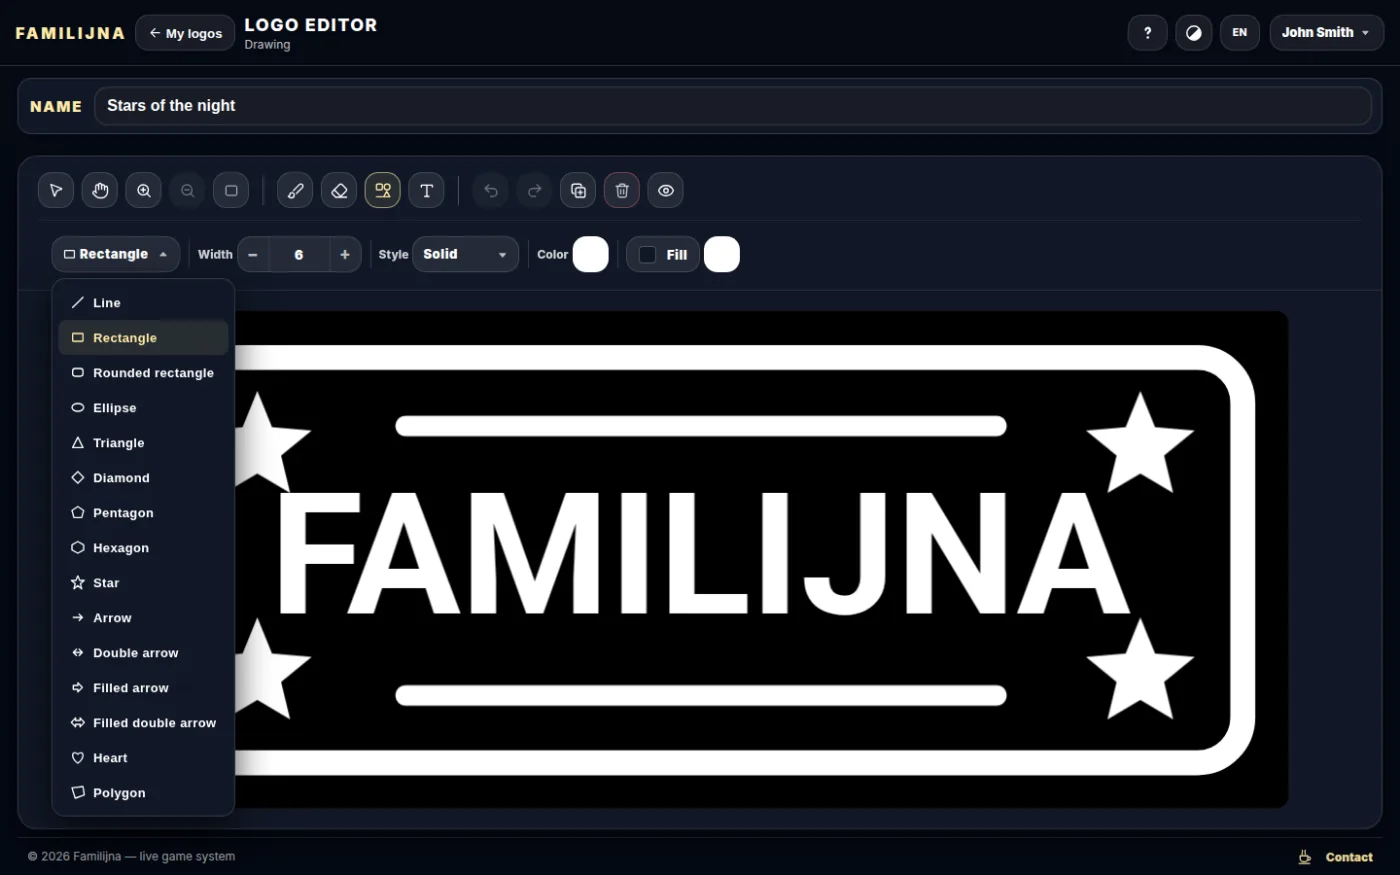 FAMILIJNA
← My logos
LOGO EDITOR
Drawing
?
EN
John Smith
NAME
Stars of the night
Rectangle
Width
− 6 +
Style
Solid
Color
Fill
Line
Rectangle
Rounded rectangle
Ellipse
Triangle
Diamond
Pentagon
Hexagon
Star
Arrow
Double arrow
Filled arrow
Filled double arrow
Heart
Polygon
FAMILIJNA
© 2026 Familijna — live game system
Contact